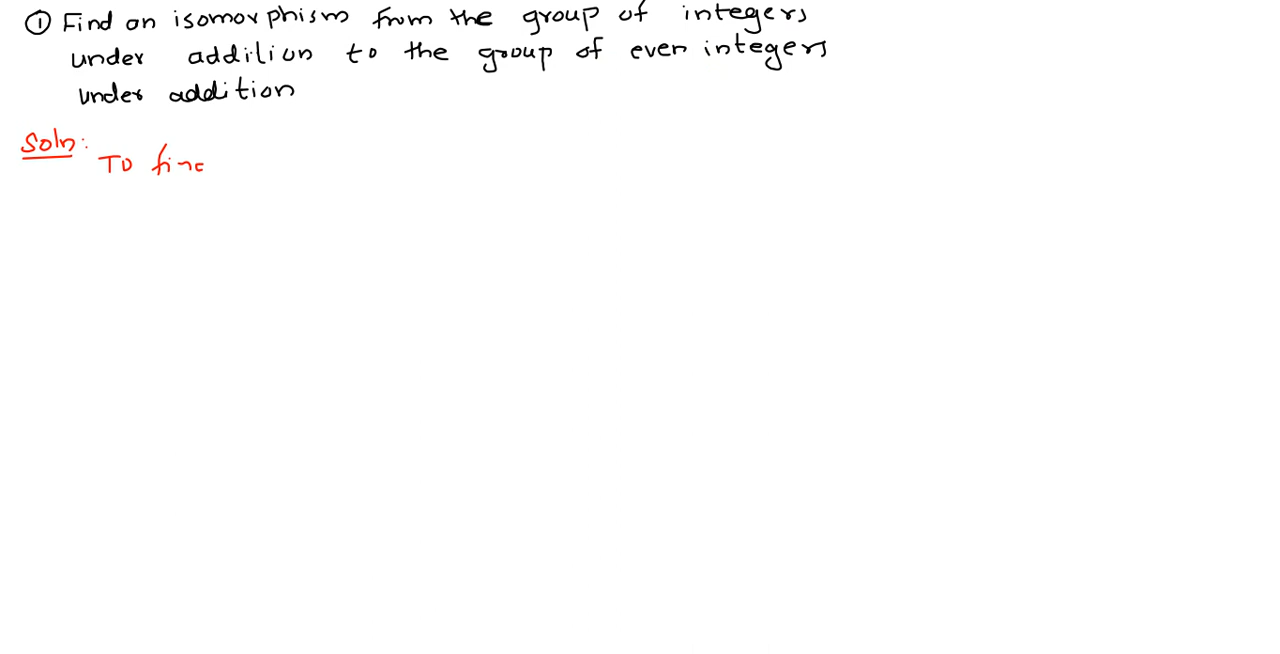 ① Find an isomorphism from the group of integers
under addition to the group of even integers
under addition
Soln:
To find